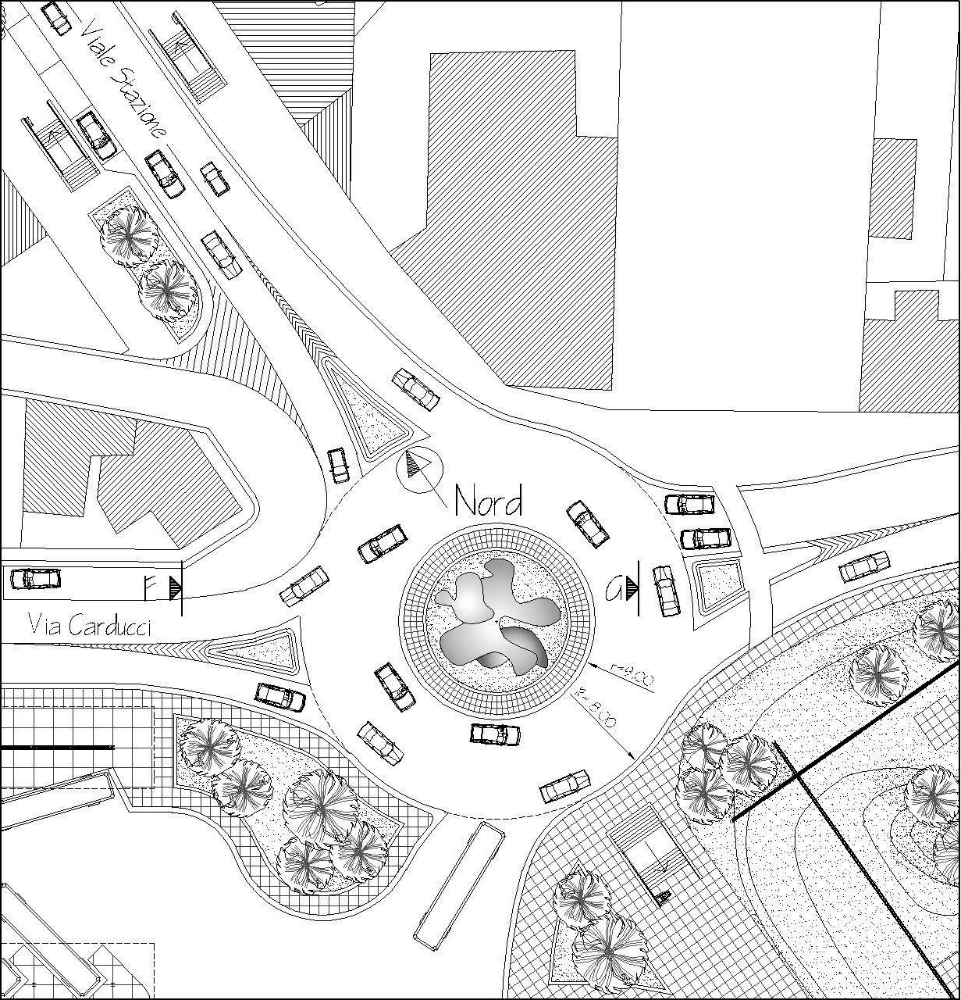 Viale Stazione
Nord
F
a
Via Carducci
r=9.00
R=18.00